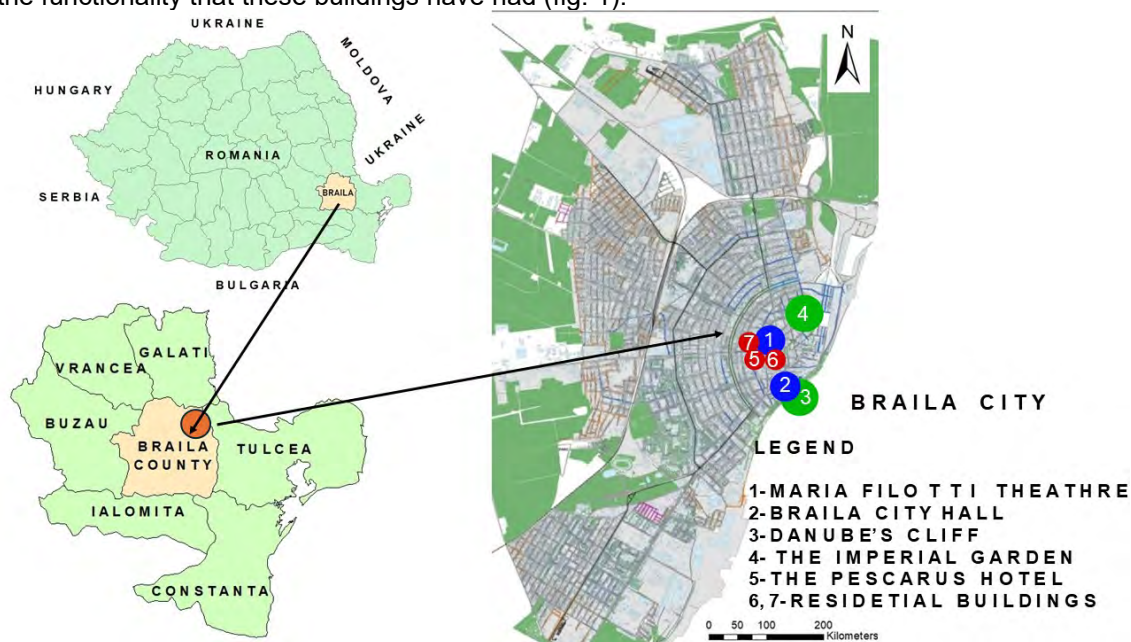 the functionality that these buildings have had (fig. 1).
UKRAINE
MOLDOVA
HUNGARY
UKRAINE
ROMANIA
BRAILA
SERBIA
BULGARIA
GALATI
VRANCEA
BUZAU
BRAILA
COUNTY
TULCEA
IALOMITA
CONSTANTA
N
4
7
1
5
6
2
3
BRAILA CITY
LEGEND
1-MARIA FILOTTI THEATHRE
2-BRAILA CITY HALL
3-DANUBE'S CLIFF
4- THE IMPERIAL GARDEN
5-THE PESCARUS HOTEL
6,7-RESIDETIAL BUILDINGS
0 50 100 200
Kilometers